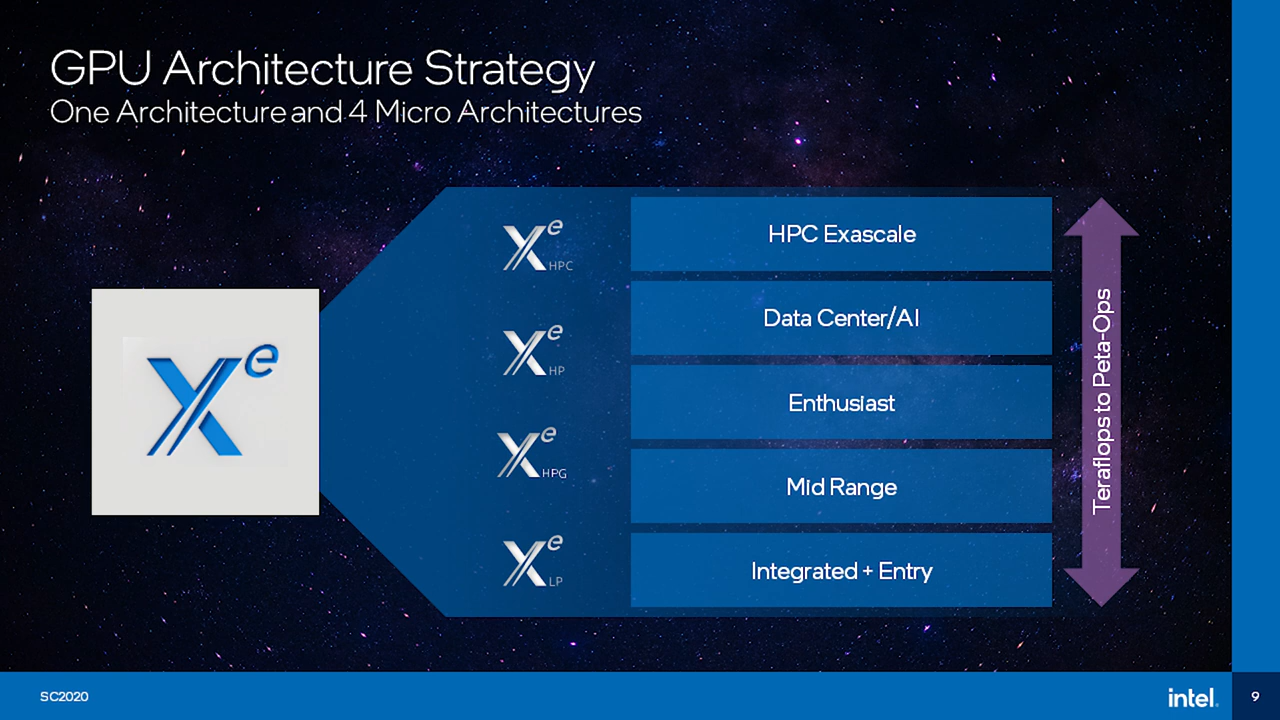 GPU Architecture Strategy
One Architecture and 4 Micro Architectures
Xe
Xe HPC
HPC Exascale
Xe HP
Data Center/AI
Enthusiast
Xe HPG
Mid Range
Xe LP
Integrated + Entry
Teraflops to Peta-Ops
SC2020
intel.
9